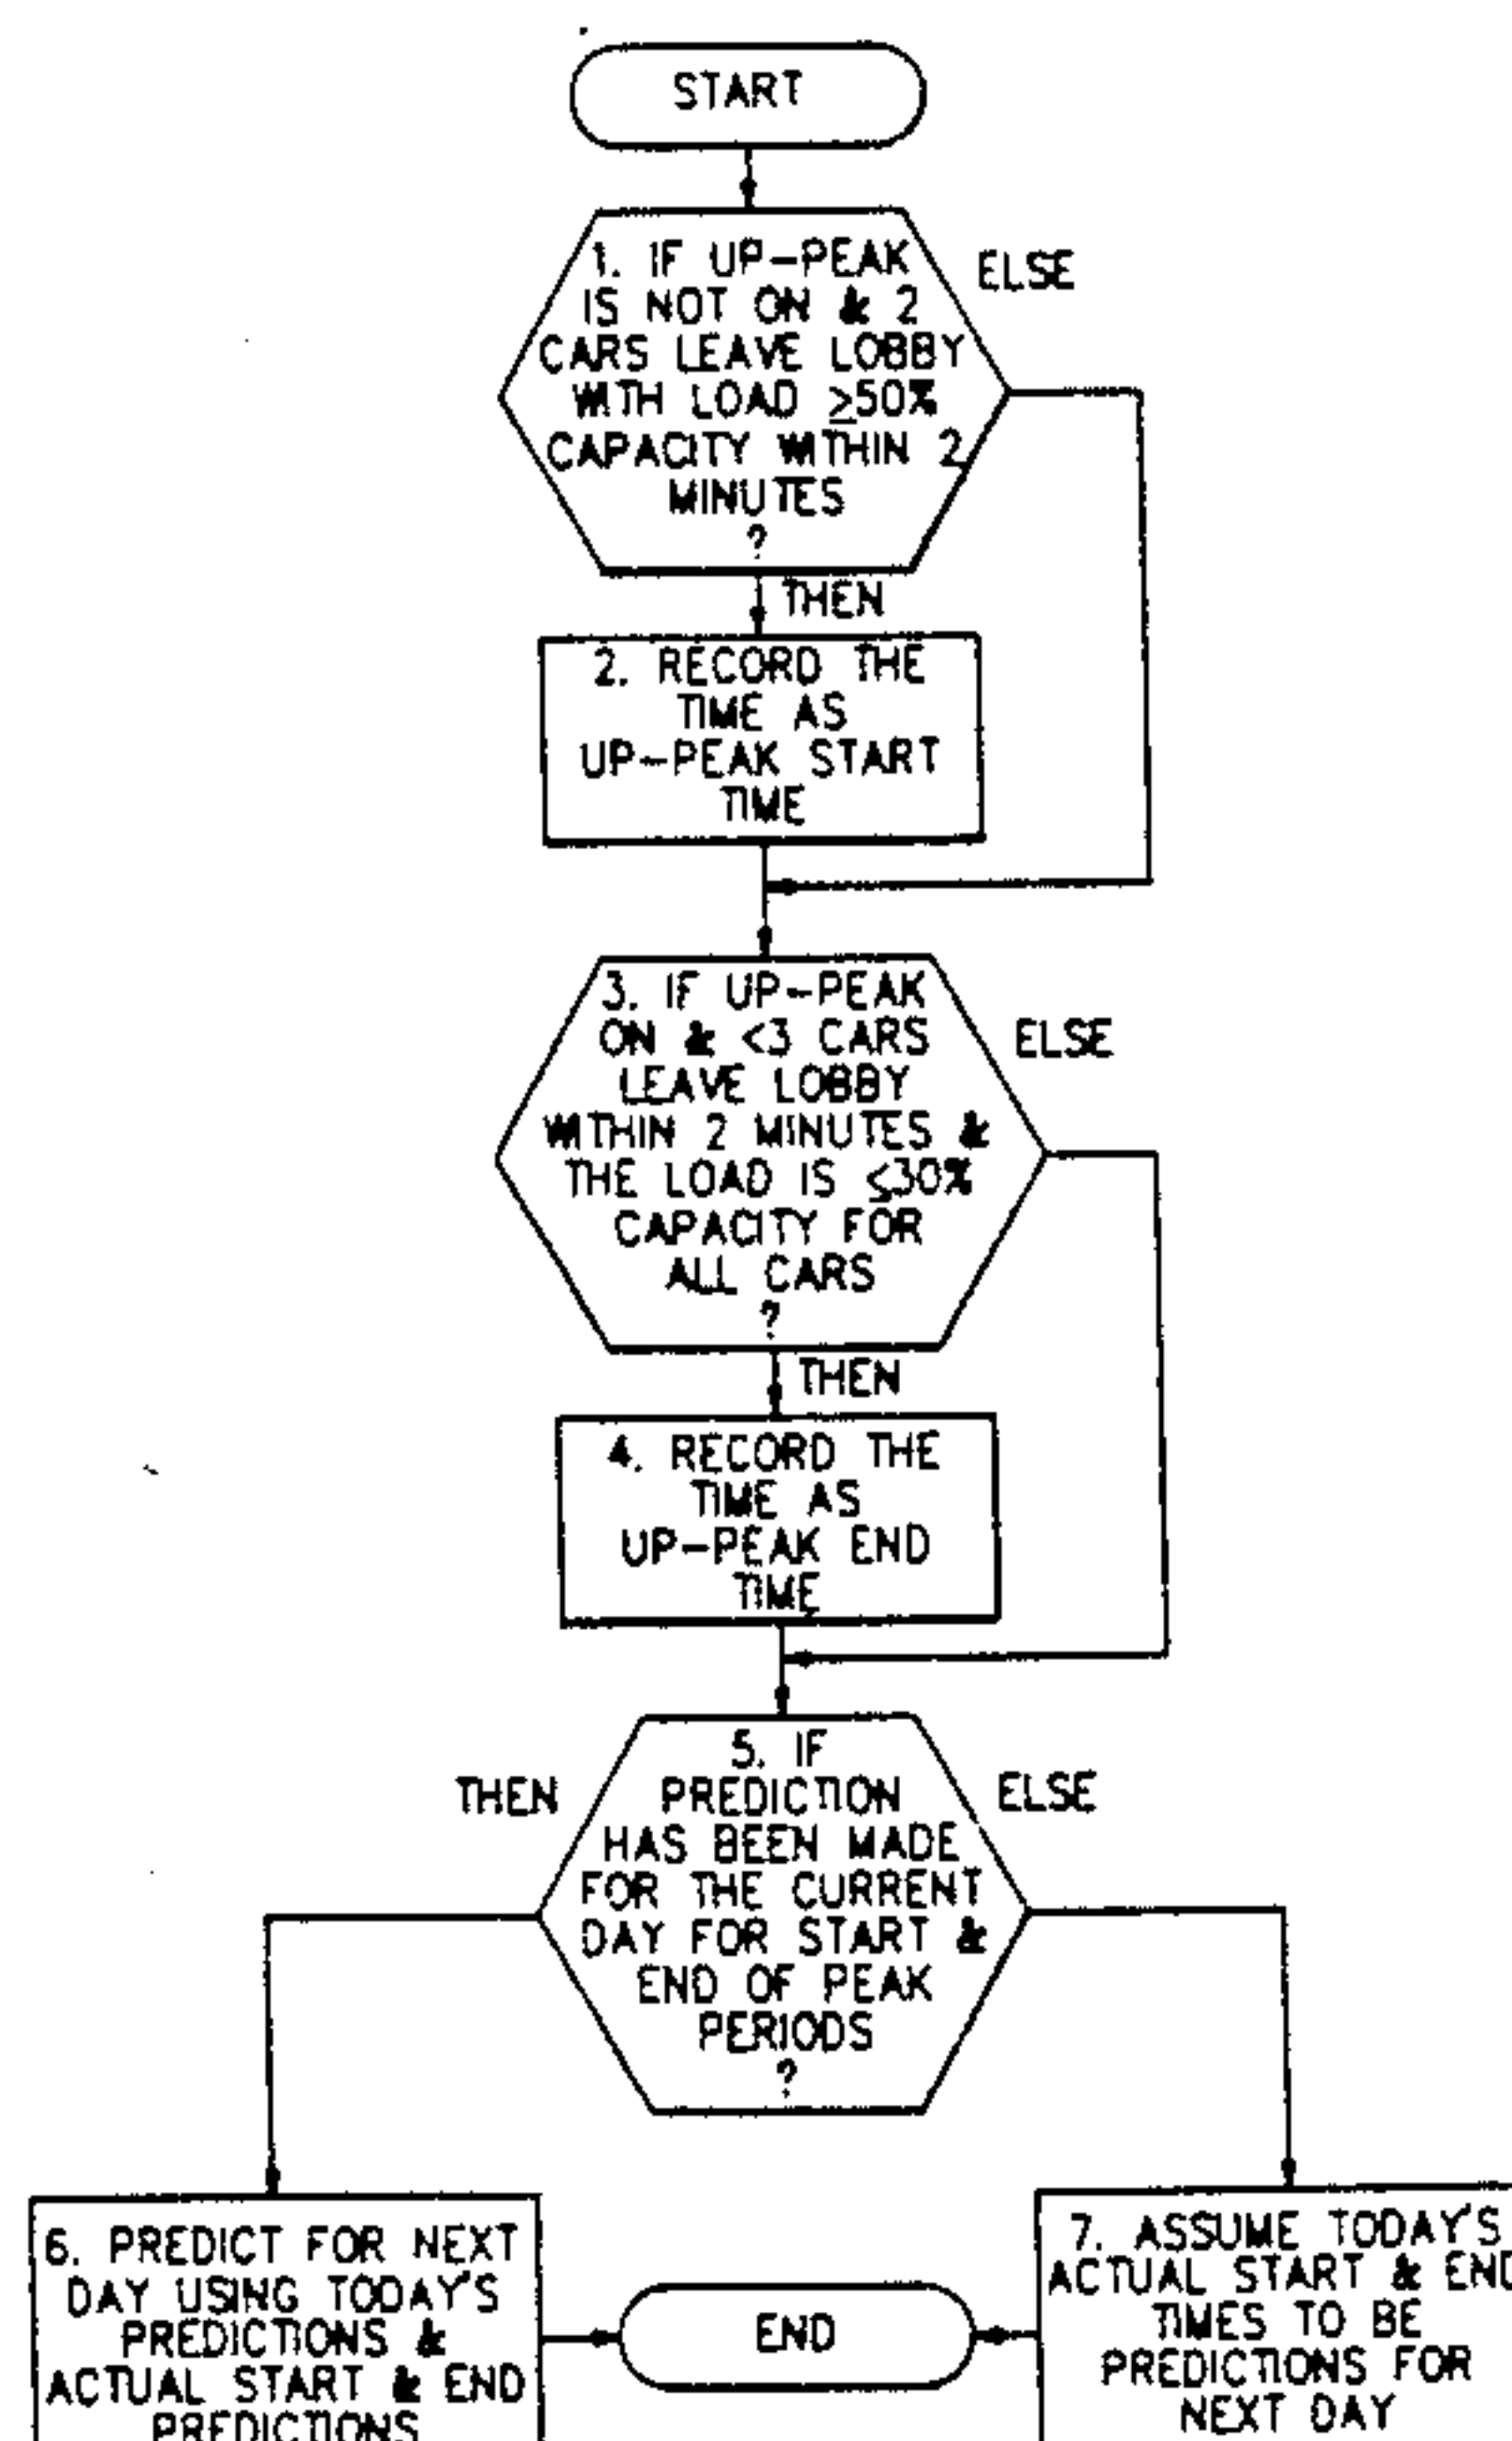 START
1. IF UP-PEAK
IS NOT ON & 2
CARS LEAVE LOBBY
WITH LOAD ≥50%
CAPACITY WITHIN 2
MINUTES
?
ELSE
THEN
2. RECORD THE
TIME AS
UP-PEAK START
TIME
3. IF UP-PEAK
ON & <3 CARS
LEAVE LOBBY
WITHIN 2 MINUTES &
THE LOAD IS ≤30%
CAPACITY FOR
ALL CARS
?
ELSE
THEN
4. RECORD THE
TIME AS
UP-PEAK END
TIME
5. IF
PREDICTION
HAS BEEN MADE
FOR THE CURRENT
DAY FOR START &
END OF PEAK
PERIODS
?
THEN
ELSE
6. PREDICT FOR NEXT
DAY USING TODAY'S
PREDICTIONS &
ACTUAL START & END
PREDICTIONS
END
7. ASSUME TODAY'S
ACTUAL START & END
TIMES TO BE
PREDICTIONS FOR
NEXT DAY